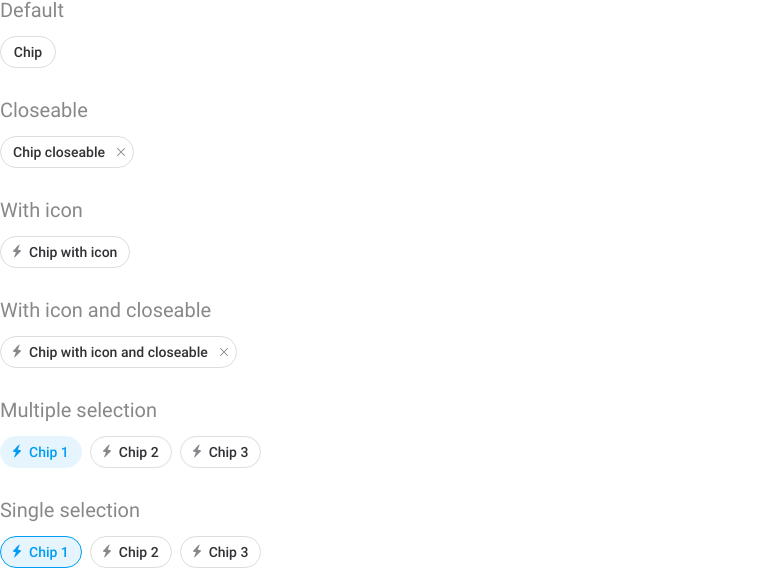 Default
Chip
Closeable
Chip closeable
With icon
Chip with icon
With icon and closeable
Chip with icon and closeable
Multiple selection
Chip 1 Chip 2 Chip 3
Single selection
Chip 1 Chip 2 Chip 3